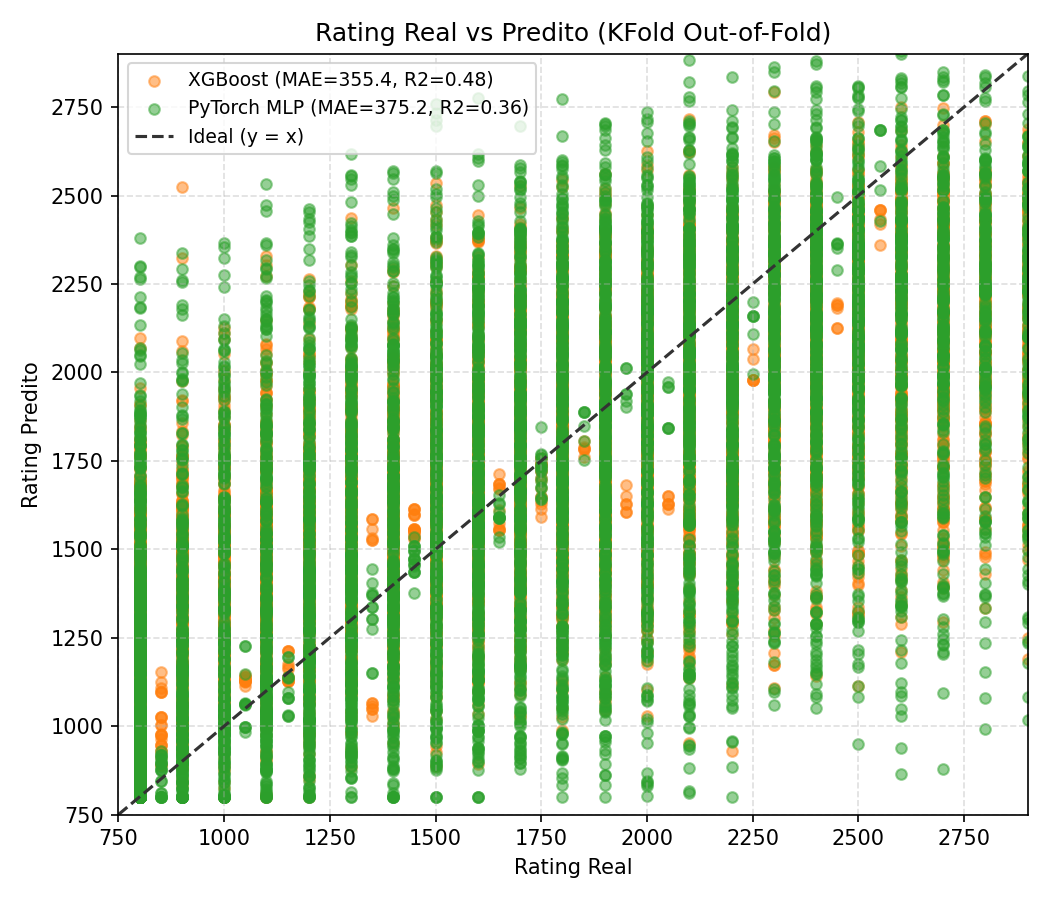 Rating Real vs Predito (KFold Out-of-Fold)
XGBoost (MAE=355.4, R2=0.48)
PyTorch MLP (MAE=375.2, R2=0.36)
Ideal (y = x)
2750
2500
2250
2000
1750
1500
1250
1000
750
Rating Predito
750 1000 1250 1500 1750 2000 2250 2500 2750
Rating Real